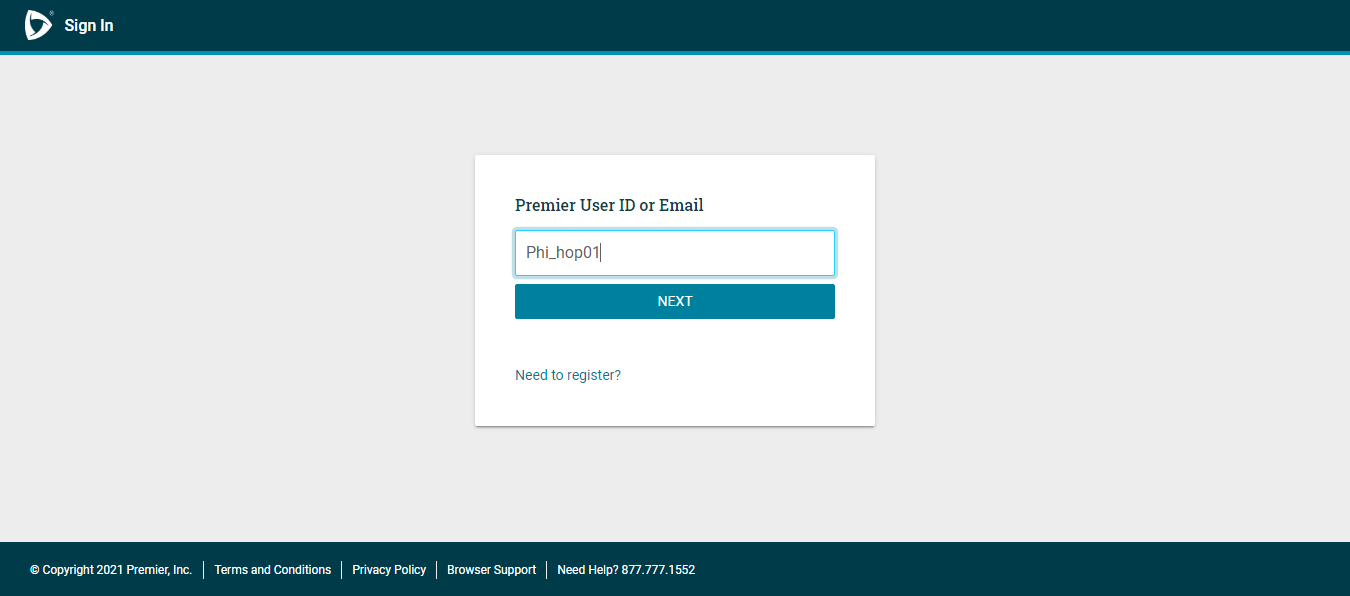 Sign In
Premier User ID or Email
Phi_hop01
NEXT
Need to register?
© Copyright 2021 Premier, Inc. Terms and Conditions Privacy Policy Browser Support Need Help? 877.777.1552